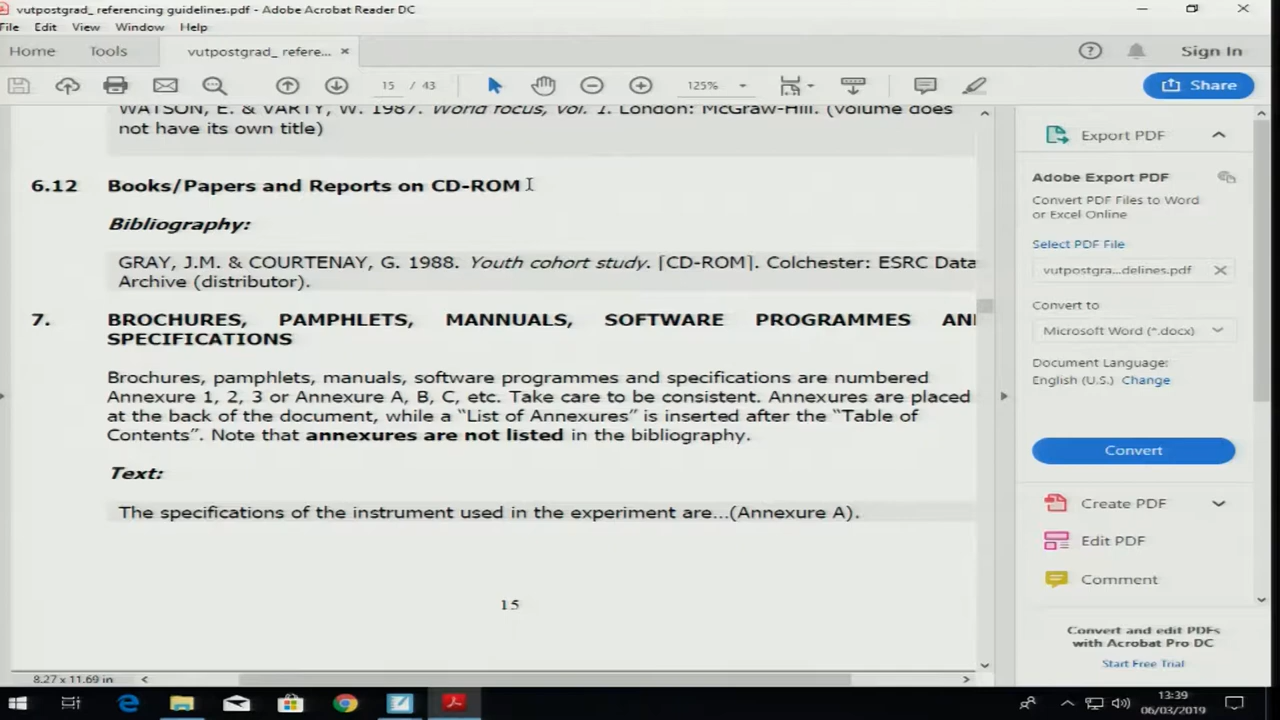 vutpostgrad_ referencing guidelines.pdf - Adobe Acrobat Reader DC
File Edit View Window Help
Home Tools vutpostgrad_ refere... × Sign In
15 / 43 125% Share
WATSON, E. & VARTY, W. 1987. World focus, vol. 1. London: McGraw-Hill. (Volume does
not have its own title)
6.12 Books/Papers and Reports on CD-ROM
Bibliography:
GRAY, J.M. & COURTENAY, G. 1988. Youth cohort study. [CD-ROM]. Colchester: ESRC Data
Archive (distributor).
7. BROCHURES, PAMPHLETS, MANNUALS, SOFTWARE PROGRAMMES
SPECIFICATIONS
Brochures, pamphlets, manuals, software programmes and specifications are numbered
Annexure 1, 2, 3 or Annexure A, B, C, etc. Take care to be consistent. Annexures are placed
at the back of the document, while a “List of Annexures” is inserted after the “Table of
Contents”. Note that annexures are not listed in the bibliography.
Text:
The specifications of the instrument used in the experiment are...(Annexure A).
15
8.27 x 11.69 in
Export PDF
Adobe Export PDF
Convert PDF Files to Word
or Excel Online
Select PDF File
vutpostgra...delines.pdf ×
Convert to
Microsoft Word (*.docx)
Document Language:
English (U.S.) Change
Convert
Create PDF
Edit PDF
Comment
Convert and edit PDFs
with Acrobat Pro DC
Start Free Trial
13:39
06/03/2019